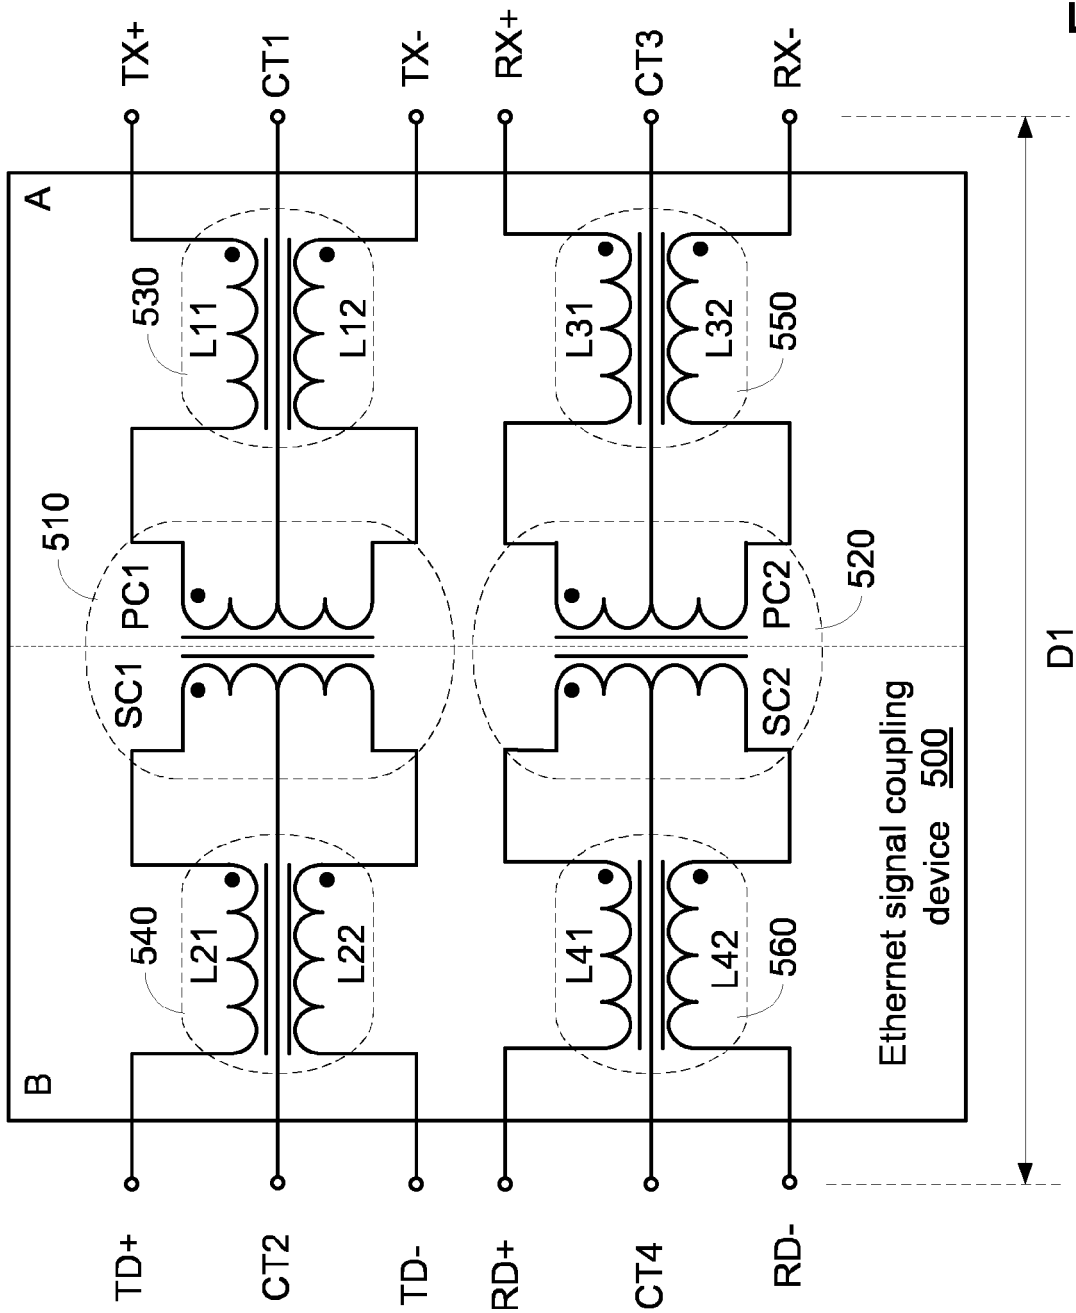 B
A
510
TD+
540
SC1
PC1
530
TX+
L21
L11
CT2
CT1
L22
L12
TD-
TX-
RD+
RX+
L41
L31
CT4
CT3
L42
L32
RD-
560
SC2
PC2
550
RX-
520
Ethernet signal coupling
device 500
D1